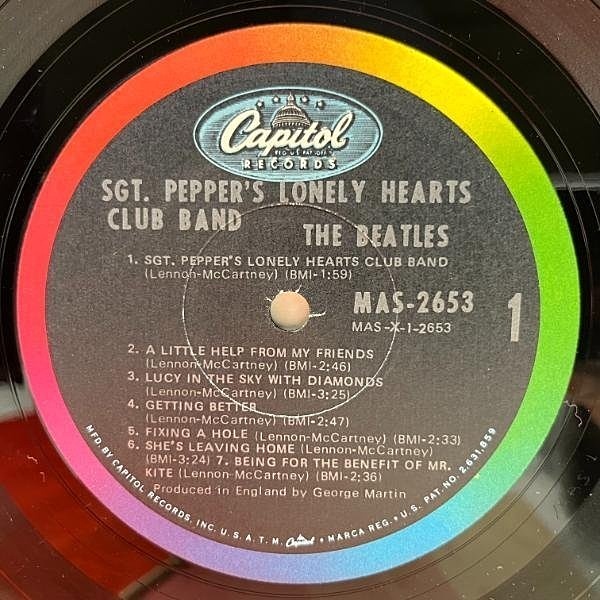 Capitol
REG. U.S. PAT. OFF.
RECORDS
SGT. PEPPER'S LONELY HEARTS
CLUB BAND
THE BEATLES
1. SGT. PEPPER'S LONELY HEARTS CLUB BAND
(Lennon-McCartney) (BMI-1:59)
MAS-2653
MAS-X-1-2653
1
2. A LITTLE HELP FROM MY FRIENDS
(Lennon-McCartney) (BMI-2:46)
3. LUCY IN THE SKY WITH DIAMONDS
(Lennon-McCartney) (BMI-3:25)
4. GETTING BETTER
(Lennon-McCartney) (BMI-2:47)
5. FIXING A HOLE (Lennon-McCartney) (BMI-2:33)
6. SHE'S LEAVING HOME (Lennon-McCartney)
(BMI-3:24) 7. BEING FOR THE BENEFIT OF MR.
KITE (Lennon-McCartney) (BMI-2:36)
Produced in England by George Martin
MFD. BY CAPITOL RECORDS, INC. U.S.A. T.M. Capitol MARCA REG. • U.S. PAT. NO. 2,631,859